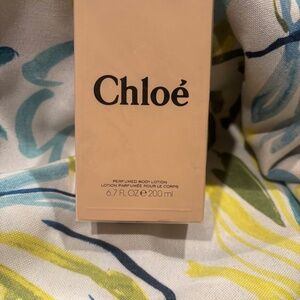 Chloé
PERFUMED BODY LOTION
LOTION PARFUMÉE POUR LE CORPS
6.7 FL OZ ℮ 200 ml